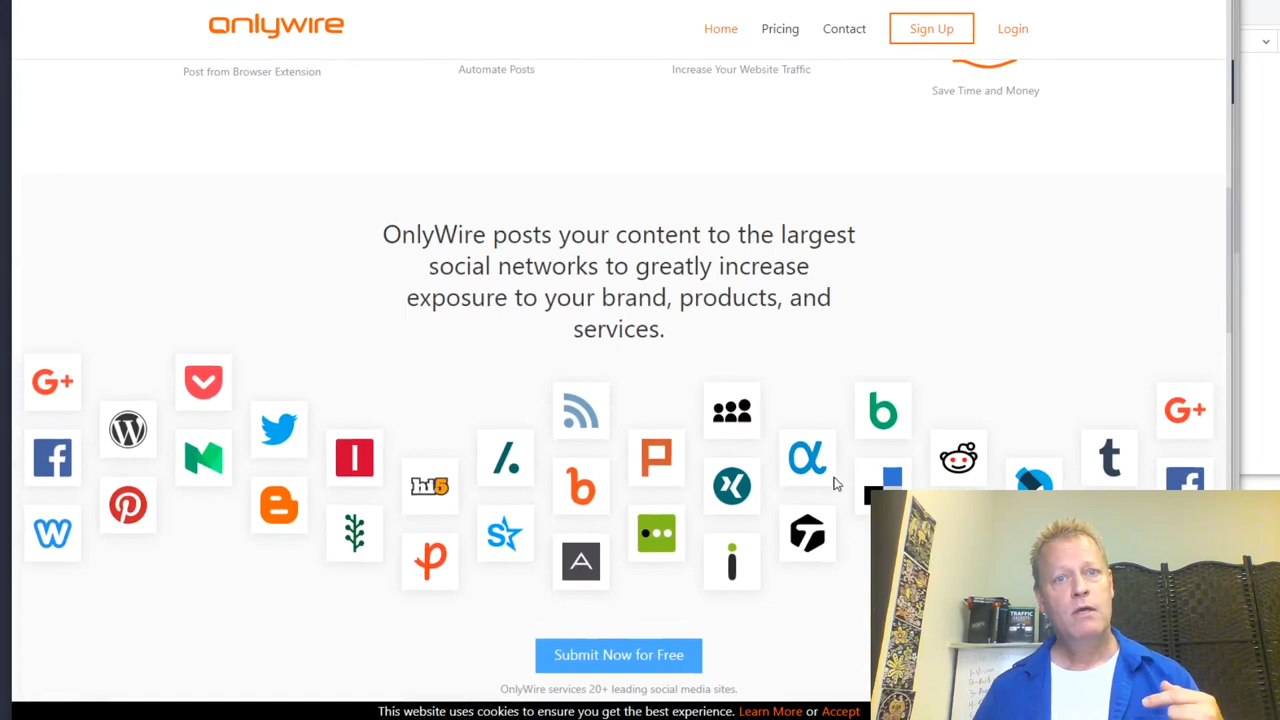 onlywire
Home Pricing Contact Sign Up Login
Post from Browser Extension
Automate Posts
Increase Your Website Traffic
Save Time and Money
OnlyWire posts your content to the largest
social networks to greatly increase
exposure to your brand, products, and
services.
G+
G+
Submit Now for Free
OnlyWire services 20+ leading social media sites.
This website uses cookies to ensure you get the best experience. Learn More or Accept
TRAFFIC